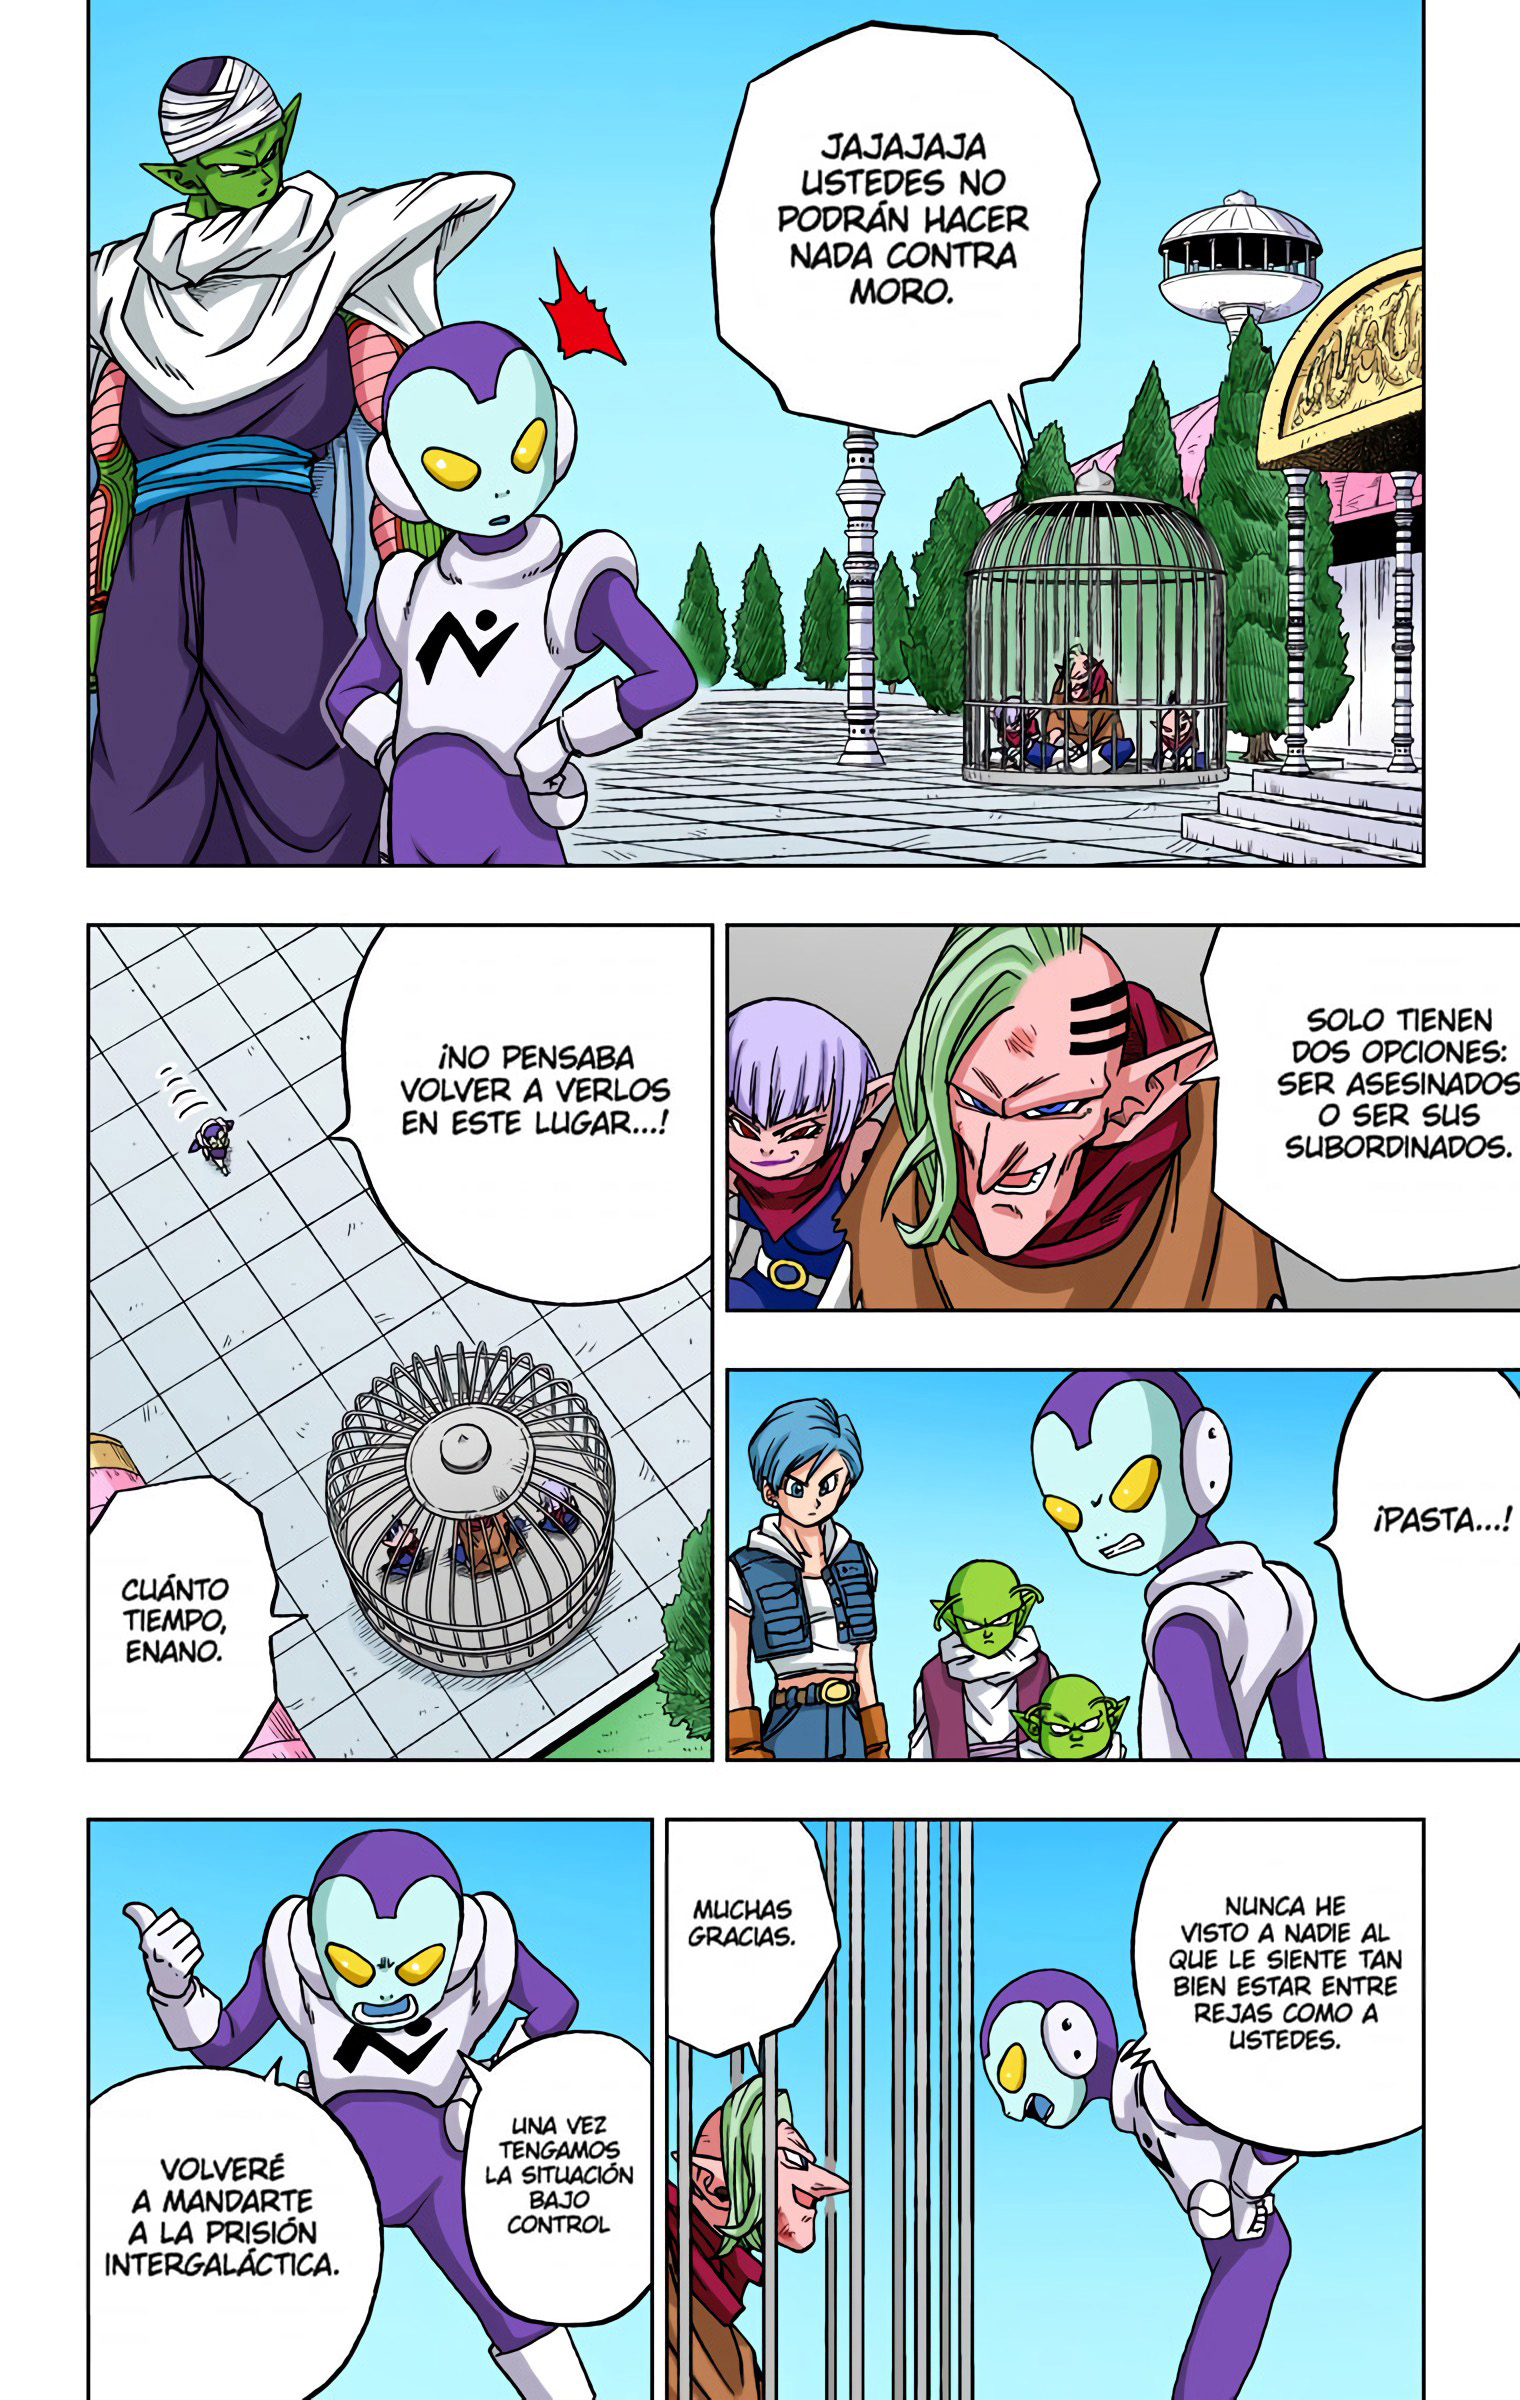 JAJAJAJA
USTEDES NO
PODRÁN HACER
NADA CONTRA
MORO.
SOLO TIENEN
DOS OPCIONES:
SER ASESINADOS
O SER SUS
SUBORDINADOS.
¡PASTA...!
¡NO PENSABA
VOLVER A VERLOS
EN ESTE LUGAR...!
CUÁNTO
TIEMPO,
ENANO.
NUNCA HE
VISTO A NADIE AL
QUE LE SIENTE TAN
BIEN ESTAR ENTRE
REJAS COMO A
USTEDES.
MUCHAS
GRACIAS.
UNA VEZ
TENGAMOS
LA SITUACIÓN
BAJO
CONTROL
VOLVERÉ
A MANDARTE
A LA PRISIÓN
INTERGALÁCTICA.